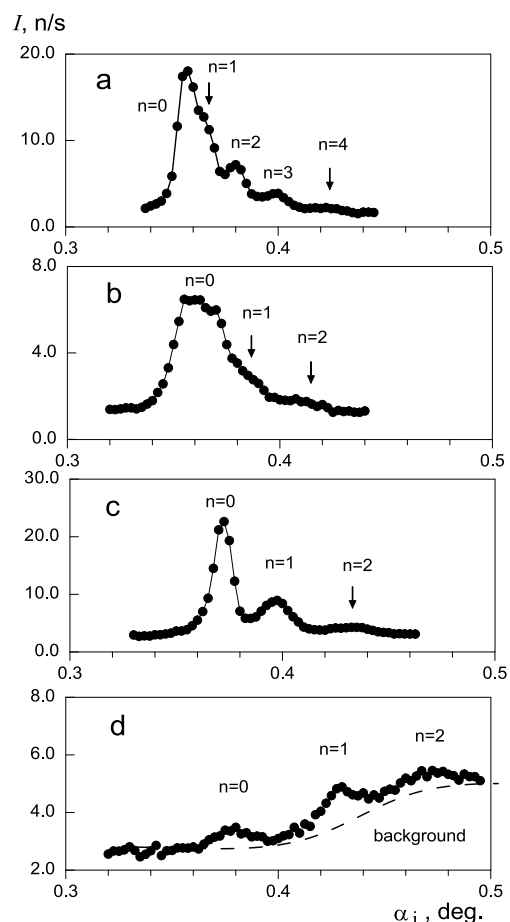 I, n/s
20.0
a
n=1
n=0
10.0
n=2
n=4
n=3
0.0
0.3
0.4
0.5
8.0
b
n=0
n=1
n=2
4.0
0.0
0.3
0.4
0.5
30.0
c
n=0
20.0
n=1
n=2
10.0
0.0
0.3
0.4
0.5
8.0
d
n=2
n=1
6.0
n=0
4.0
background
2.0
0.3
0.4
0.5
αi, deg.